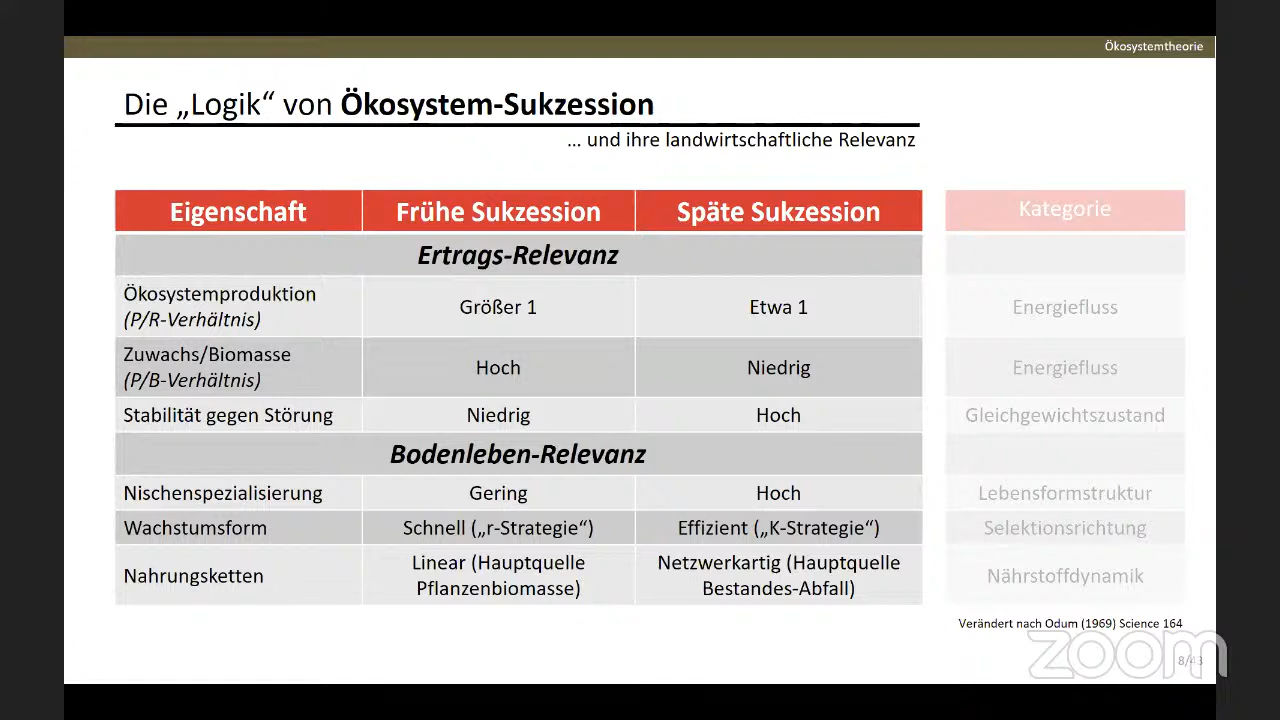 Ökosystemtheorie
Die „Logik“ von Ökosystem-Sukzession
... und ihre landwirtschaftliche Relevanz
Eigenschaft Frühe Sukzession Späte Sukzession Kategorie
Ertrags-Relevanz
Ökosystemproduktion
(P/R-Verhältnis) Größer 1 Etwa 1 Energiefluss
Zuwachs/Biomasse
(P/B-Verhältnis) Hoch Niedrig Energiefluss
Stabilität gegen Störung Niedrig Hoch Gleichgewichtszustand
Bodenleben-Relevanz
Nischenspezialisierung Gering Hoch Lebensformstruktur
Wachstumsform Schnell („r-Strategie“) Effizient („K-Strategie“) Selektionsrichtung
Nahrungsketten Linear (Hauptquelle
Pflanzenbiomasse) Netzwerkartig (Hauptquelle
Bestandes-Abfall) Nährstoffdynamik
Verändert nach Odum (1969) Science 164
zoom
8/43